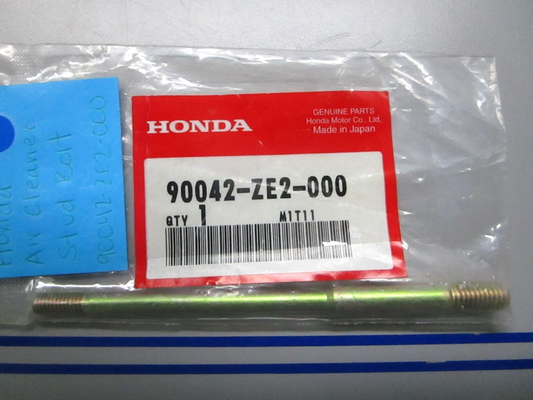 Honda
Air Cleaner
Stud Bolt
90042-ZE2-000
HONDA
GENUINE PARTS
Honda Motor Co., Ltd.
Made in Japan
90042-ZE2-000
QTY 1 M1T11